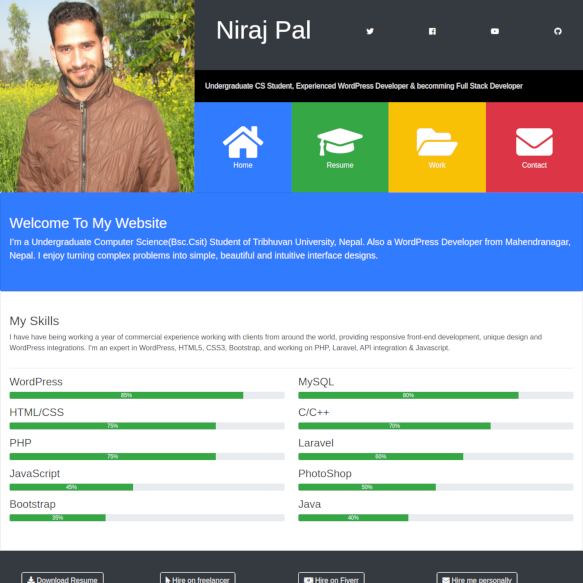 Niraj Pal
Undergraduate CS Student, Experienced WordPress Developer & becomming Full Stack Developer
Home
Resume
Work
Contact
Welcome To My Website
I'm a Undergraduate Computer Science(Bsc.Csit) Student of Tribhuvan University, Nepal. Also a WordPress Developer from Mahendranagar,
Nepal. I enjoy turning complex problems into simple, beautiful and intuitive interface designs.
My Skills
I have have being working a year of commercial experience working with clients from around the world, providing responsive front-end development, unique design and
WordPress integrations. I'm an expert in WordPress, HTML5, CSS3, Bootstrap, and working on PHP, Laravel, API integration & Javascript.
WordPress
85%
HTML/CSS
75%
PHP
75%
JavaScript
45%
Bootstrap
35%
MySQL
80%
C/C++
70%
Laravel
60%
PhotoShop
50%
Java
40%
Download Resume
Hire on freelancer
Hire on Fiverr
Hire me personally